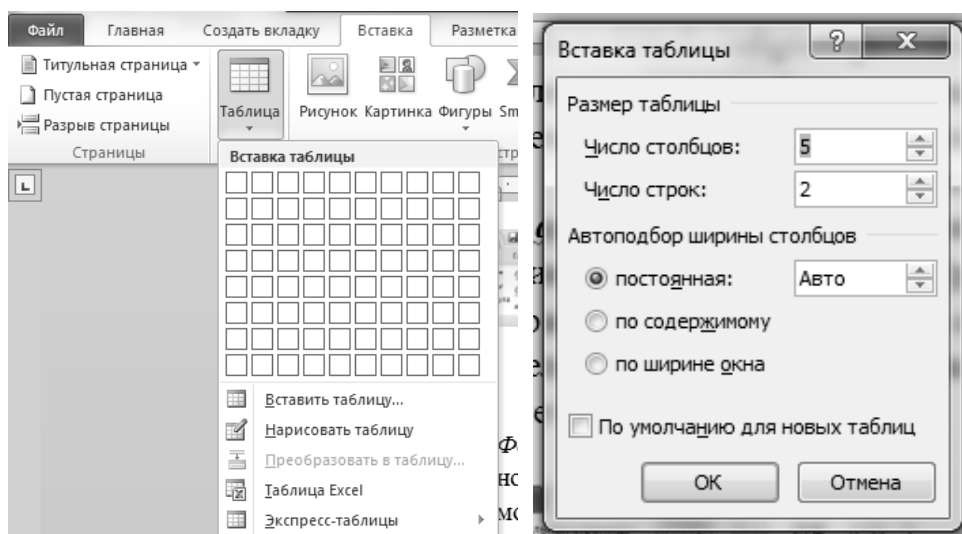 Файл Главная Создать вкладку Вставка Разметка
Титульная страница
Пустая страница
Разрыв страницы
Страницы
Таблица
Рисунок Картинка Фигуры Sm
стр
Вставка таблицы
Вставить таблицу...
Нарисовать таблицу
Преобразовать в таблицу...
Таблица Excel
Экспресс-таблицы
Вставка таблицы
Размер таблицы
Число столбцов: 5
Число строк: 2
Автоподбор ширины столбцов
постоянная: Авто
по содержимому
по ширине окна
По умолчанию для новых таблиц
ОК Отмена